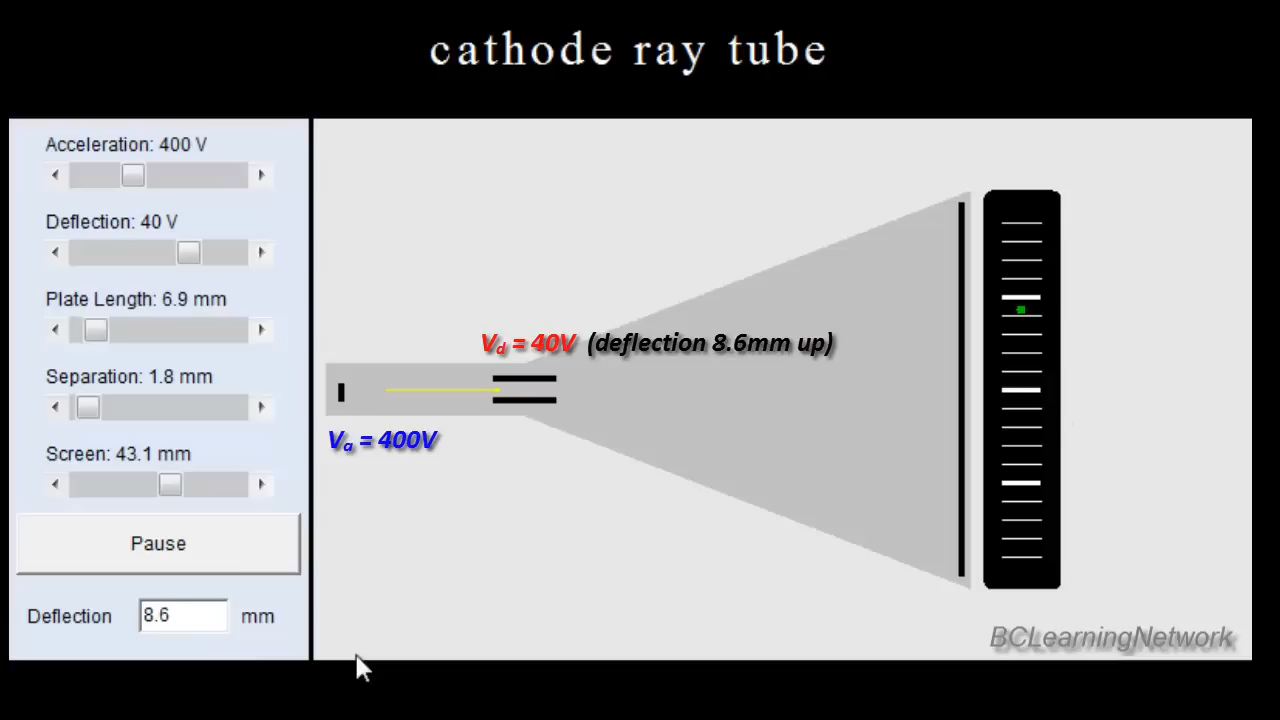 cathode ray tube
Acceleration: 400 V
Deflection: 40 V
Plate Length: 6.9 mm
Separation: 1.8 mm
Screen: 43.1 mm
Pause
Deflection 8.6 mm
Vd = 40V (deflection 8.6mm up)
Va = 400V
BCLearningNetwork